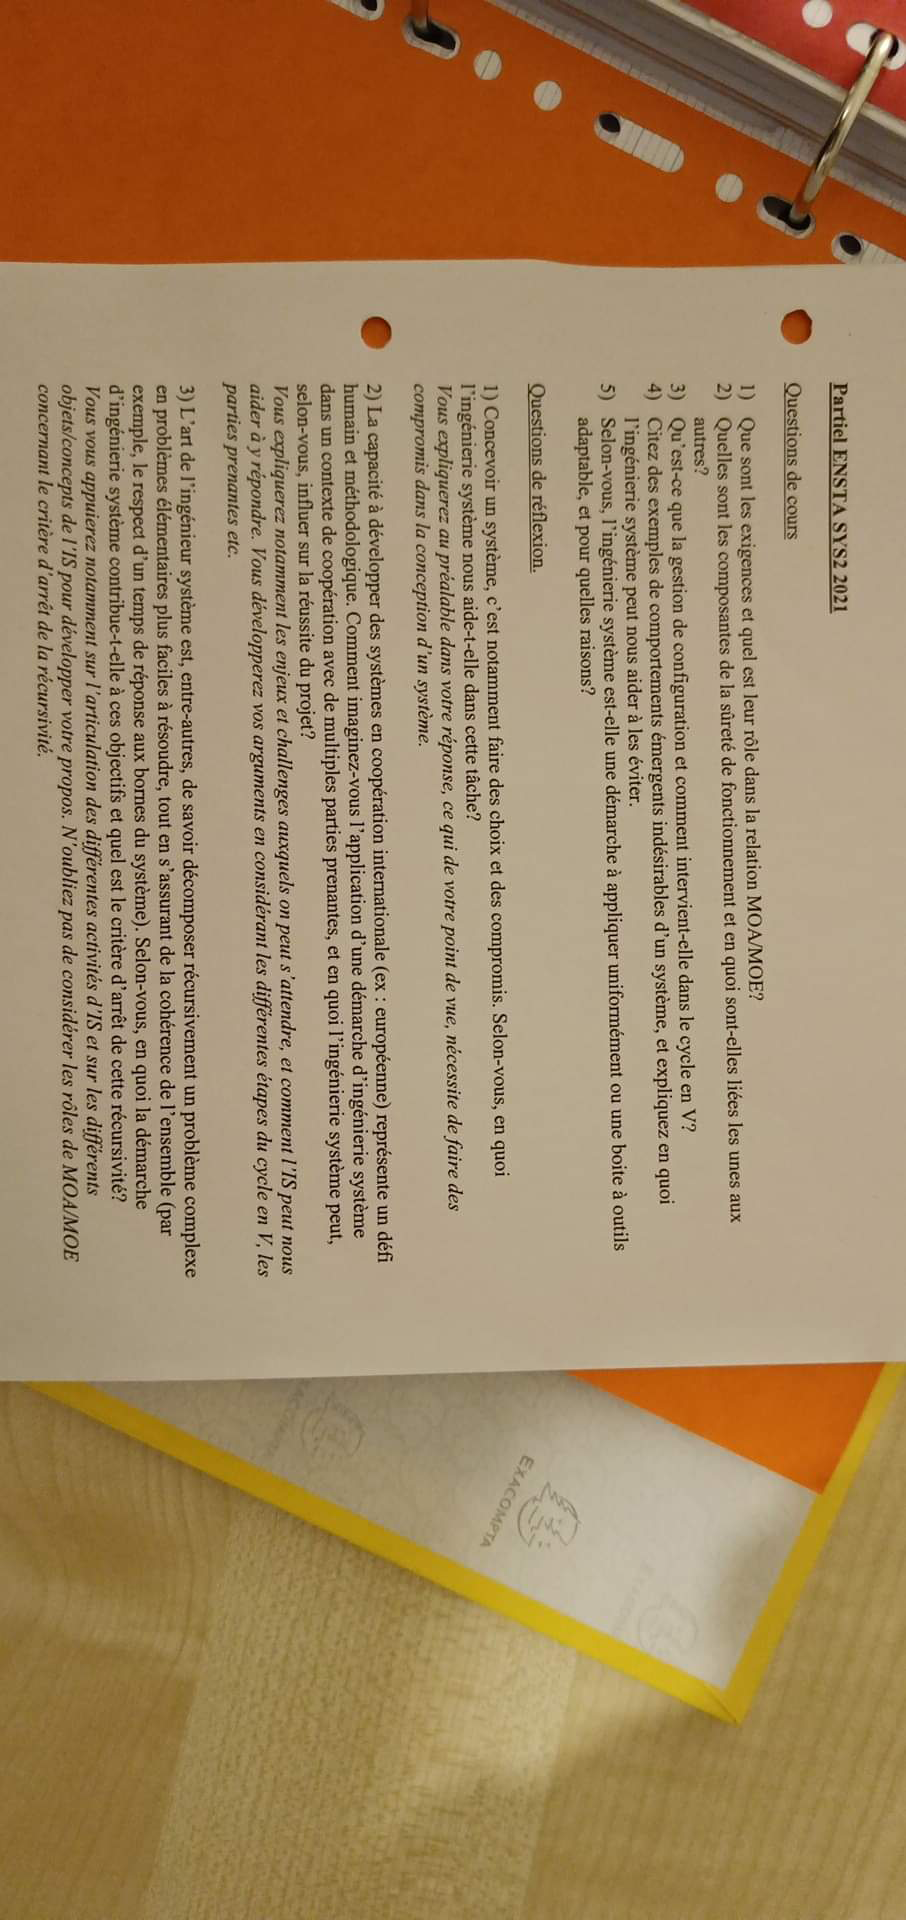 Partiel ENSTA SYS2 2021
Questions de cours
1) Que sont les exigences et quel est leur rôle dans la relation MOA/MOE?
2) Quelles sont les composantes de la sûreté de fonctionnement et en quoi sont-elles liées les unes aux
autres?
3) Qu'est-ce que la gestion de configuration et comment intervient-elle dans le cycle en V?
4) Citez des exemples de comportements émergents indésirables d'un système, et expliquez en quoi
l'ingénierie système peut nous aider à les éviter.
5) Selon-vous, l'ingénierie système est-elle une démarche à appliquer uniformément ou une boite à outils
adaptable, et pour quelles raisons?
Questions de réflexion.
1) Concevoir un système, c'est notamment faire des choix et des compromis. Selon-vous, en quoi
l'ingénierie système nous aide-t-elle dans cette tâche?
Vous expliquerez au préalable dans votre réponse, ce qui de votre point de vue, nécessite de faire des
compromis dans la conception d'un système.
2) La capacité à développer des systèmes en coopération internationale (ex : européenne) représente un défi
humain et méthodologique. Comment imaginez-vous l'application d'une démarche d'ingénierie système
dans un contexte de coopération avec de multiples parties prenantes, et en quoi l'ingénierie système peut,
selon-vous, influer sur la réussite du projet?
Vous expliquerez notamment les enjeux et challenges auxquels on peut s'attendre, et comment l'IS peut nous
aider à y répondre. Vous développerez vos arguments en considérant les différentes étapes du cycle en V, les
parties prenantes etc.
3) L'art de l'ingénieur système est, entre-autres, de savoir décomposer récursivement un problème complexe
en problèmes élémentaires plus faciles à résoudre, tout en s'assurant de la cohérence de l'ensemble (par
exemple, le respect d'un temps de réponse aux bornes du système). Selon-vous, en quoi la démarche
d'ingénierie système contribue-t-elle à ces objectifs et quel est le critère d'arrêt de cette récursivité?
Vous vous appuierez notamment sur l'articulation des différentes activités d'IS et sur les différents
objets/concepts de l'IS pour développer votre propos. N'oubliez pas de considérer les rôles de MOA/MOE
concernant le critère d'arrêt de la récursivité.
EXACOMPTA